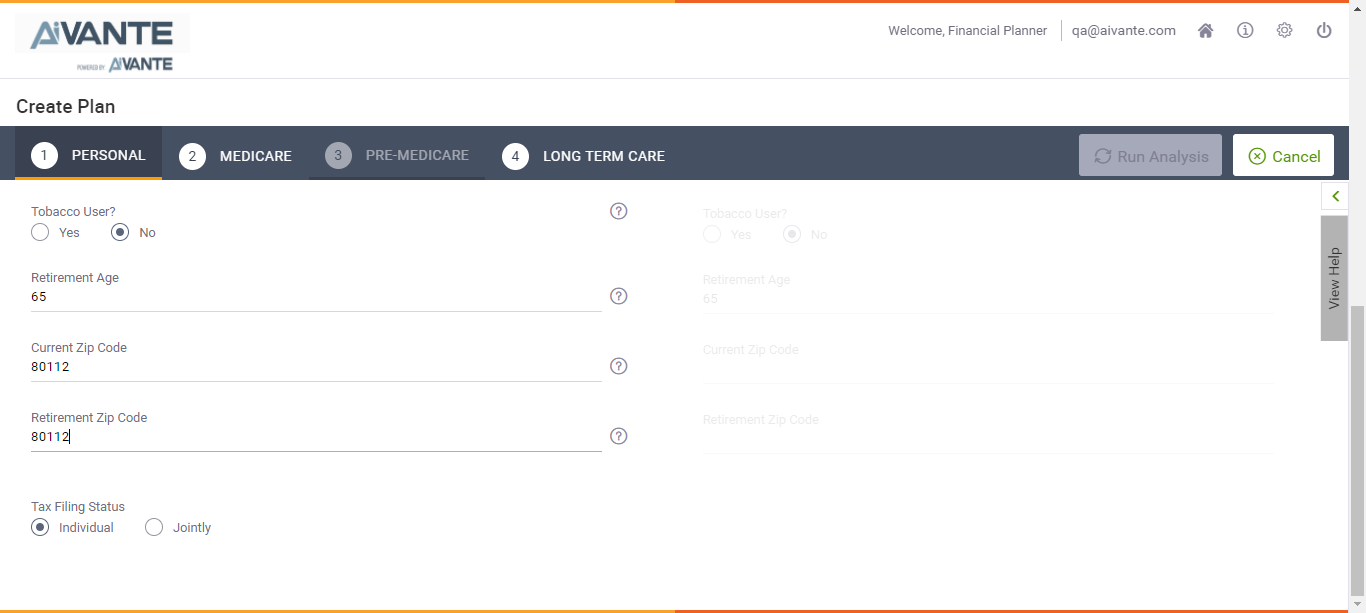 AiVANTE
POWERED BY AiVANTE
Welcome, Financial Planner
qa@aivante.com
Create Plan
1 PERSONAL
2 MEDICARE
3 PRE-MEDICARE
4 LONG TERM CARE
Run Analysis
Cancel
View Help
Tobacco User?
Yes No
Retirement Age
65
Current Zip Code
80112
Retirement Zip Code
80112
Tax Filing Status
Individual Jointly
Tobacco User?
Yes No
Retirement Age
65
Current Zip Code
Retirement Zip Code